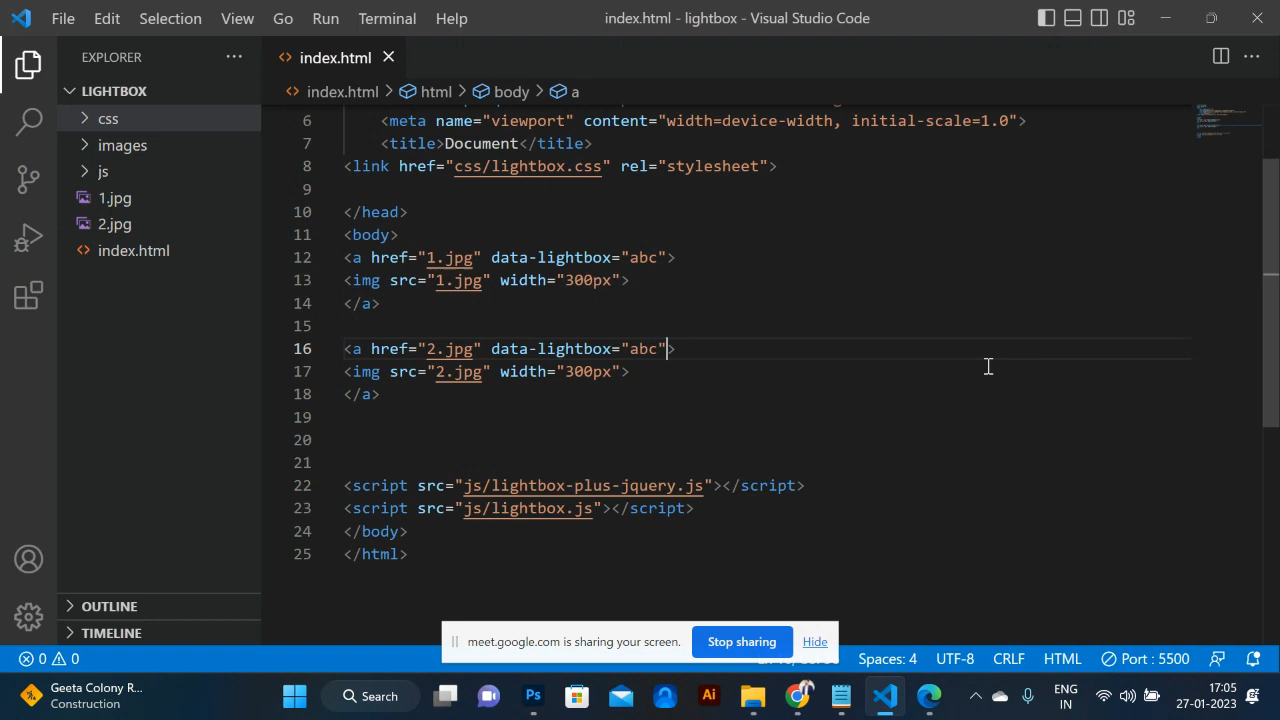 File Edit Selection View Go Run Terminal Help index.html - lightbox - Visual Studio Code
EXPLORER
LIGHTBOX
css
images
js
1.jpg
2.jpg
index.html
OUTLINE
TIMELINE
index.html
index.html > html > body > a
6 <meta name="viewport" content="width=device-width, initial-scale=1.0">
7 <title>Document</title>
8 <link href="css/lightbox.css" rel="stylesheet">
9
10 </head>
11 <body>
12 <a href="1.jpg" data-lightbox="abc">
13 <img src="1.jpg" width="300px">
14 </a>
15
16 <a href="2.jpg" data-lightbox="abc">
17 <img src="2.jpg" width="300px">
18 </a>
19
20
21
22 <script src="js/lightbox-plus-jquery.js"></script>
23 <script src="js/lightbox.js"></script>
24 </body>
25 </html>
meet.google.com is sharing your screen. Stop sharing Hide
0 0 Spaces: 4 UTF-8 CRLF HTML Port : 5500
Geeta Colony R...
Construction
Search
ENG
IN
17:05
27-01-2023